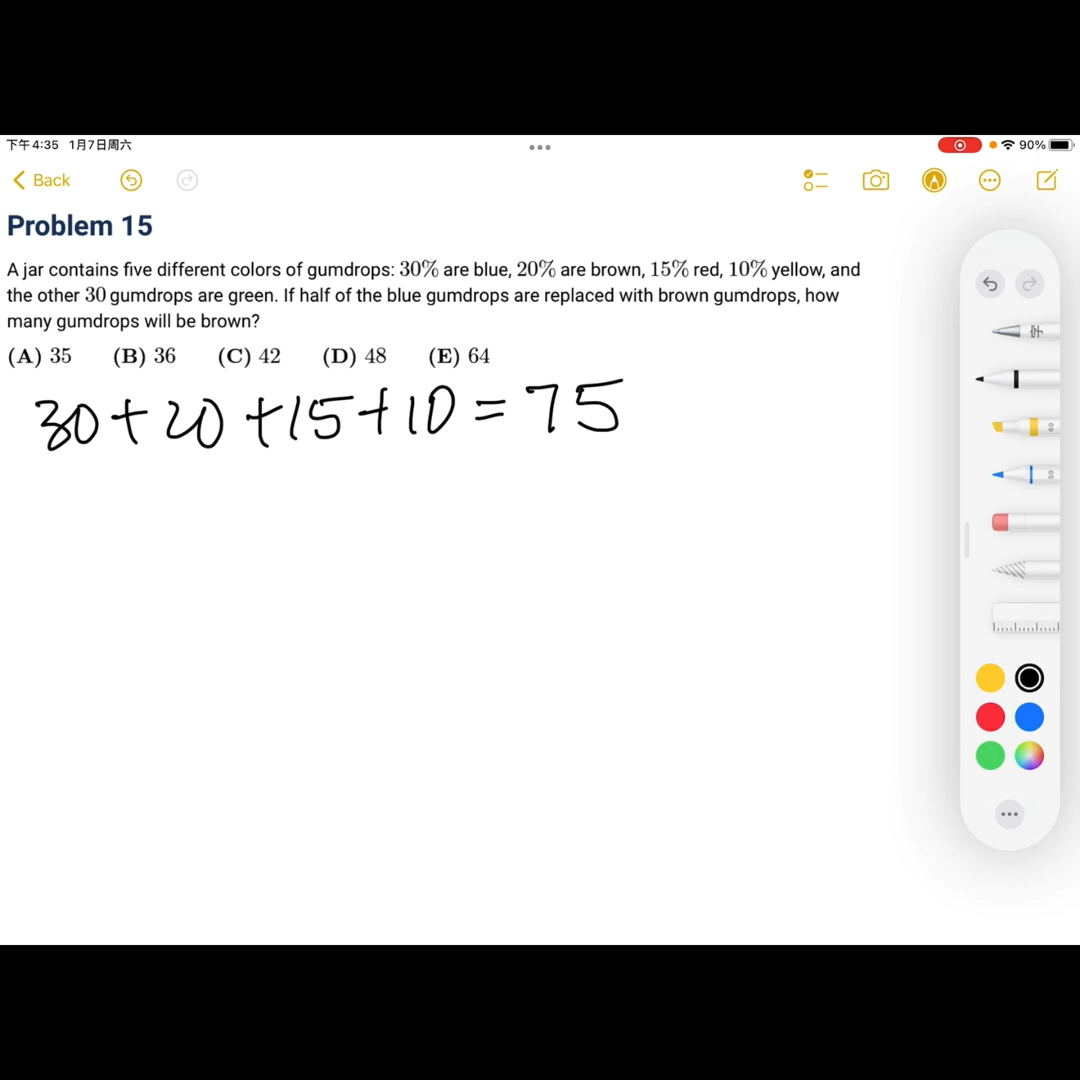 下午4:35 1月7日周六
90%
Back
Problem 15
A jar contains five different colors of gumdrops: 30% are blue, 20% are brown, 15% red, 10% yellow, and
the other 30 gumdrops are green. If half of the blue gumdrops are replaced with brown gumdrops, how
many gumdrops will be brown?
(A) 35 (B) 36 (C) 42 (D) 48 (E) 64
30+20+15+10=75
字
60
50